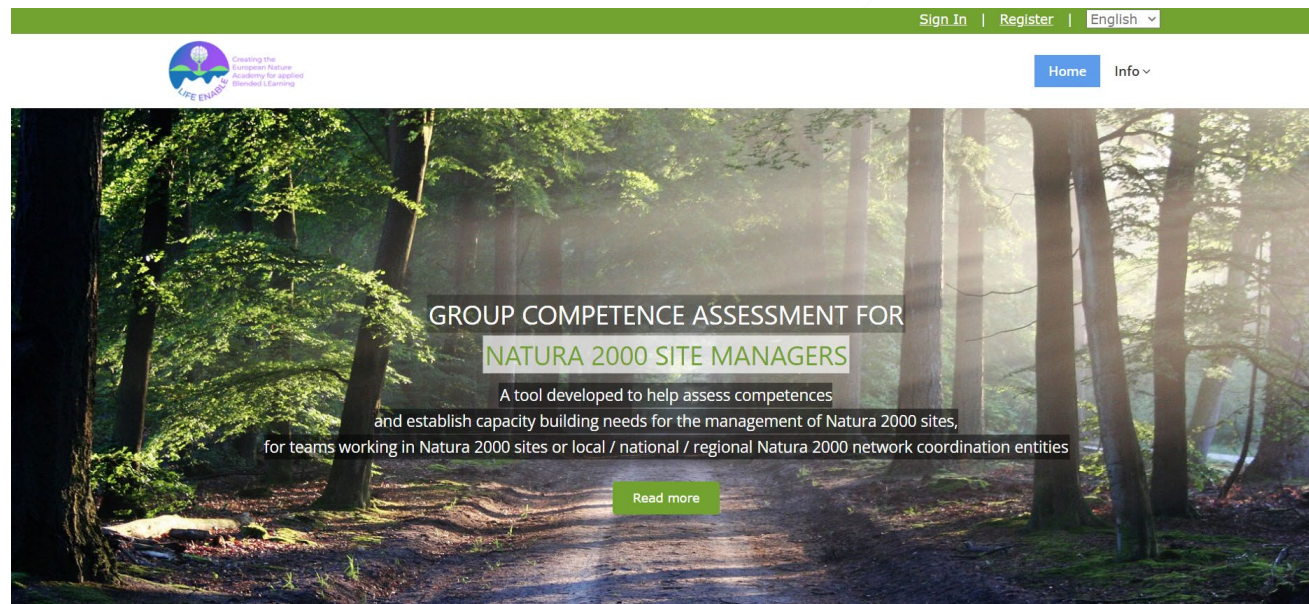 Sign In | Register | English
LIFE ENABLE
Creating the
European Nature
Academy for applied
Blended LEarning
Home Info
GROUP COMPETENCE ASSESSMENT FOR
NATURA 2000 SITE MANAGERS
A tool developed to help assess competences
and establish capacity building needs for the management of Natura 2000 sites,
for teams working in Natura 2000 sites or local / national / regional Natura 2000 network coordination entities
Read more